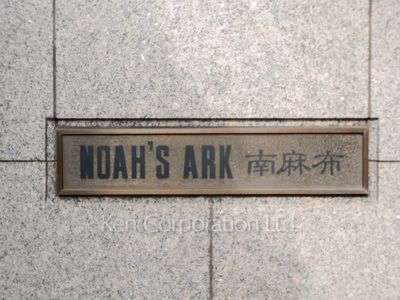 NOAH'S ARK 南麻布
Ken Corporation Ltd.